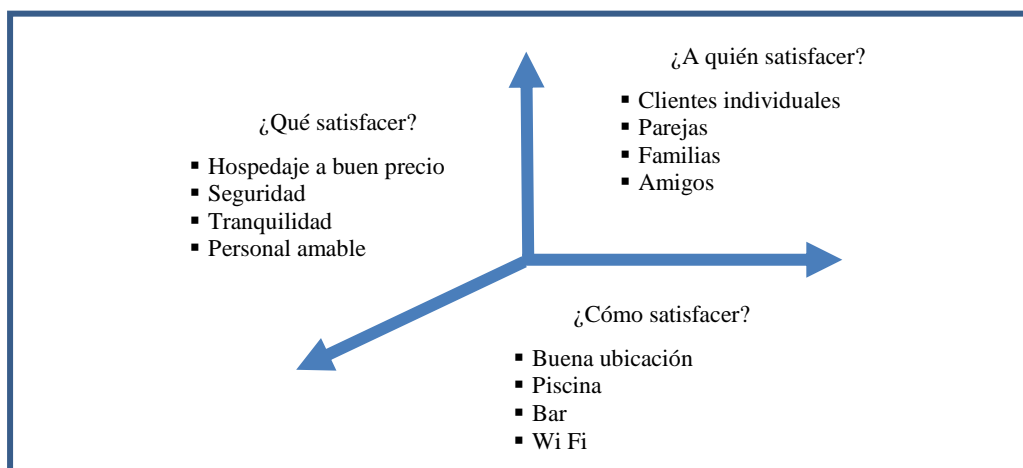 ¿Qué satisfacer?
▪ Hospedaje a buen precio
▪ Seguridad
▪ Tranquilidad
▪ Personal amable
¿A quién satisfacer?
▪ Clientes individuales
▪ Parejas
▪ Familias
▪ Amigos
¿Cómo satisfacer?
▪ Buena ubicación
▪ Piscina
▪ Bar
▪ Wi Fi